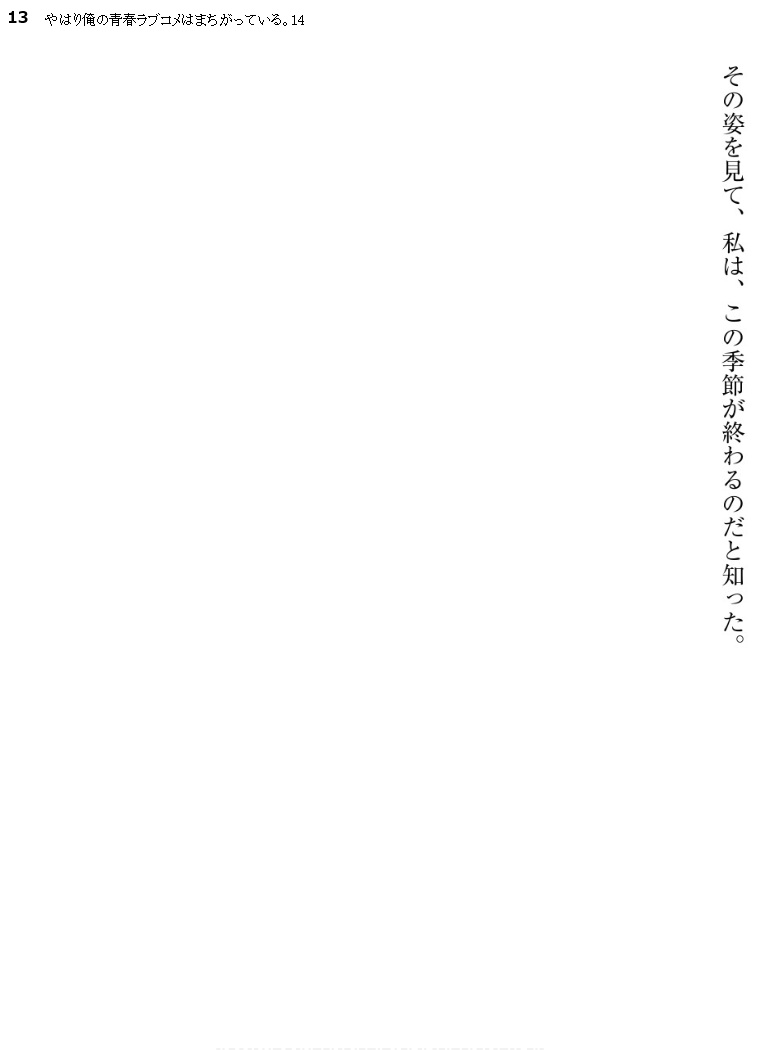 13 やはり俺の青春ラブコメはまちがっている。14
その姿を見て、私は、この季節が終わるのだと知った。